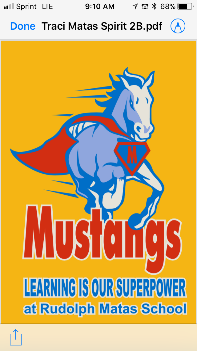 Sprint LTE 9:10 AM 68%
Done Traci Matas Spirit 2B.pdf
Mustangs
LEARNING IS OUR SUPERPOWER
at Rudolph Matas School